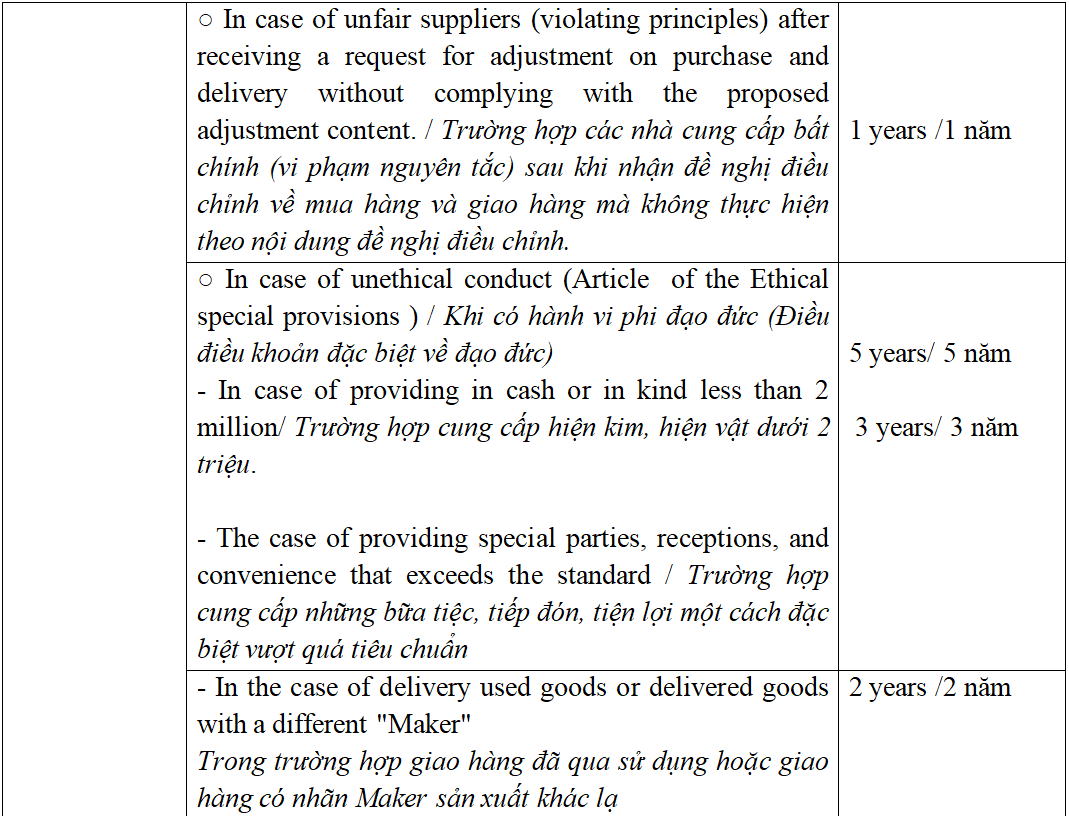 ○ In case of unfair suppliers (violating principles) after
receiving a request for adjustment on purchase and
delivery without complying with the proposed
adjustment content. / Trường hợp các nhà cung cấp bất
chính (vi phạm nguyên tắc) sau khi nhận đề nghị điều
chỉnh về mua hàng và giao hàng mà không thực hiện
theo nội dung đề nghị điều chỉnh.
1 years /1 năm
○ In case of unethical conduct (Article  of the Ethical
special provisions ) / Khi có hành vi phi đạo đức (Điều
điều khoản đặc biệt về đạo đức)
5 years/ 5 năm
- In case of providing in cash or in kind less than 2
million/ Trường hợp cung cấp hiện kim, hiện vật dưới 2
triệu.
3 years/ 3 năm
- The case of providing special parties, receptions, and
convenience that exceeds the standard / Trường hợp
cung cấp những bữa tiệc, tiếp đón, tiện lợi một cách đặc
biệt vượt quá tiêu chuẩn
- In the case of delivery used goods or delivered goods
with a different "Maker"
Trong trường hợp giao hàng đã qua sử dụng hoặc giao
hàng có nhãn Maker sản xuất khác lạ
2 years /2 năm